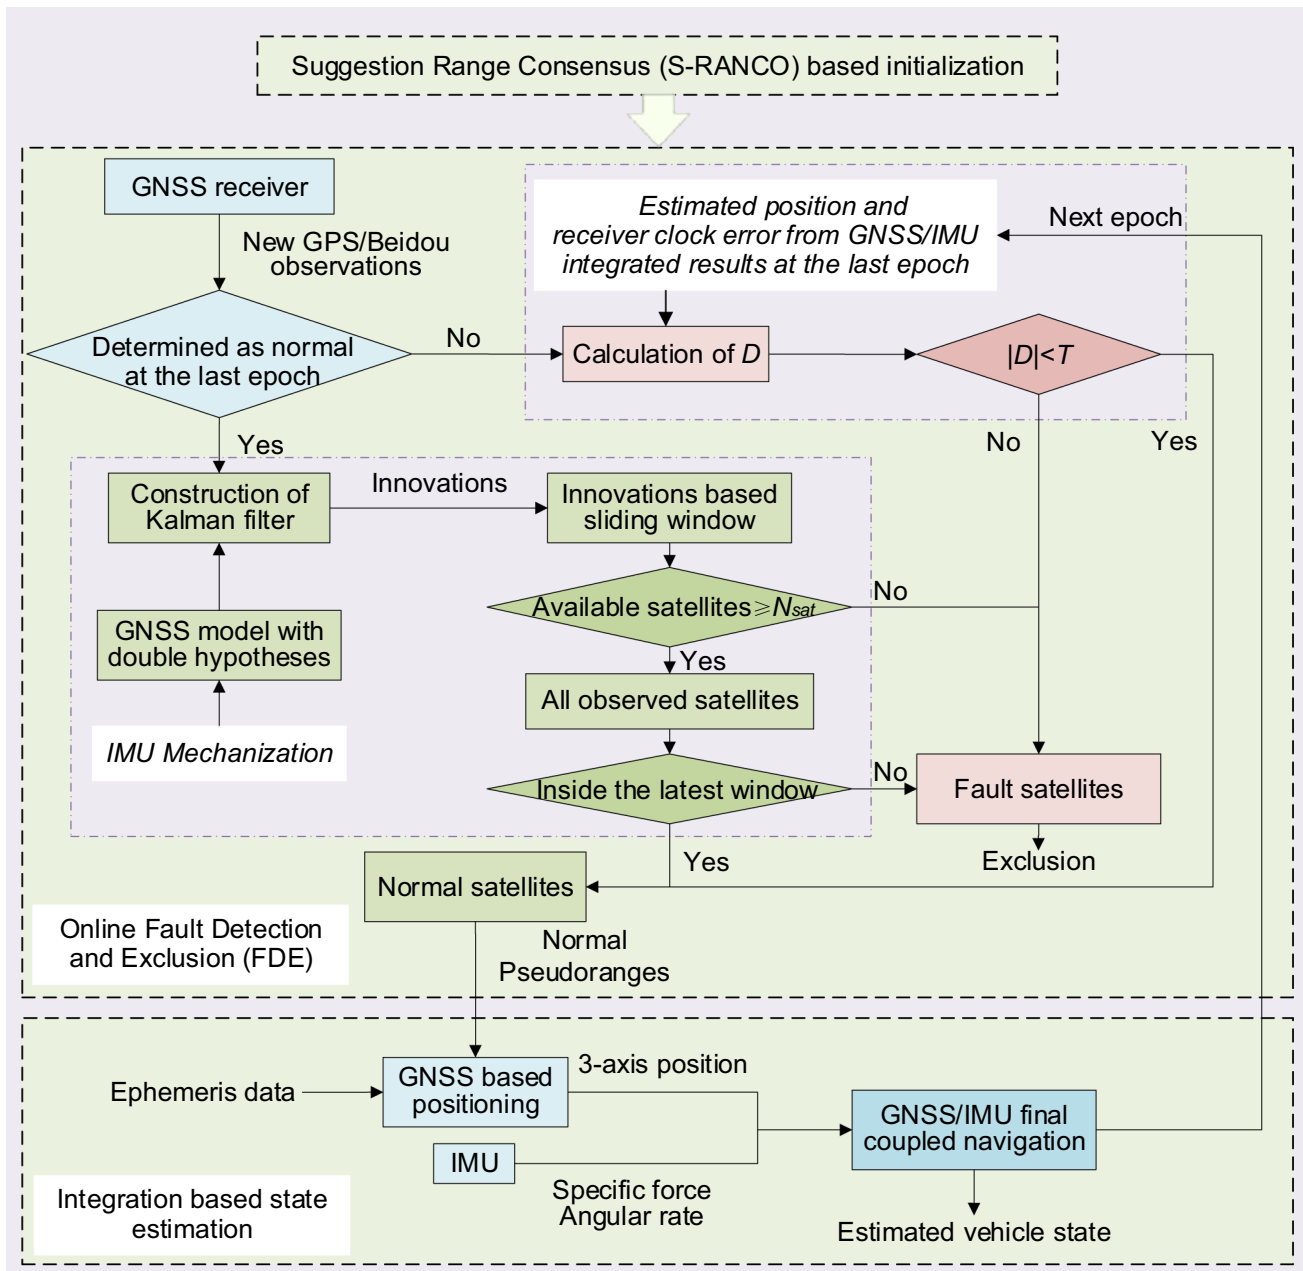 Suggestion Range Consensus (S-RANCO) based initialization
GNSS receiver
New GPS/Beidou
observations
Estimated position and
receiver clock error from GNSS/IMU
integrated results at the last epoch
Next epoch
Determined as normal
at the last epoch
No
Calculation of D
|D|<T
Yes
No
Yes
Construction of
Kalman filter
Innovations
Innovations based
sliding window
Available satellites≥Nsat
No
GNSS model with
double hypotheses
Yes
All observed satellites
IMU Mechanization
Inside the latest window
No
Fault satellites
Yes
Exclusion
Normal satellites
Online Fault Detection
and Exclusion (FDE)
Normal
Pseudoranges
Ephemeris data
GNSS based
positioning
3-axis position
GNSS/IMU final
coupled navigation
IMU
Specific force
Angular rate
Integration based state
estimation
Estimated vehicle state